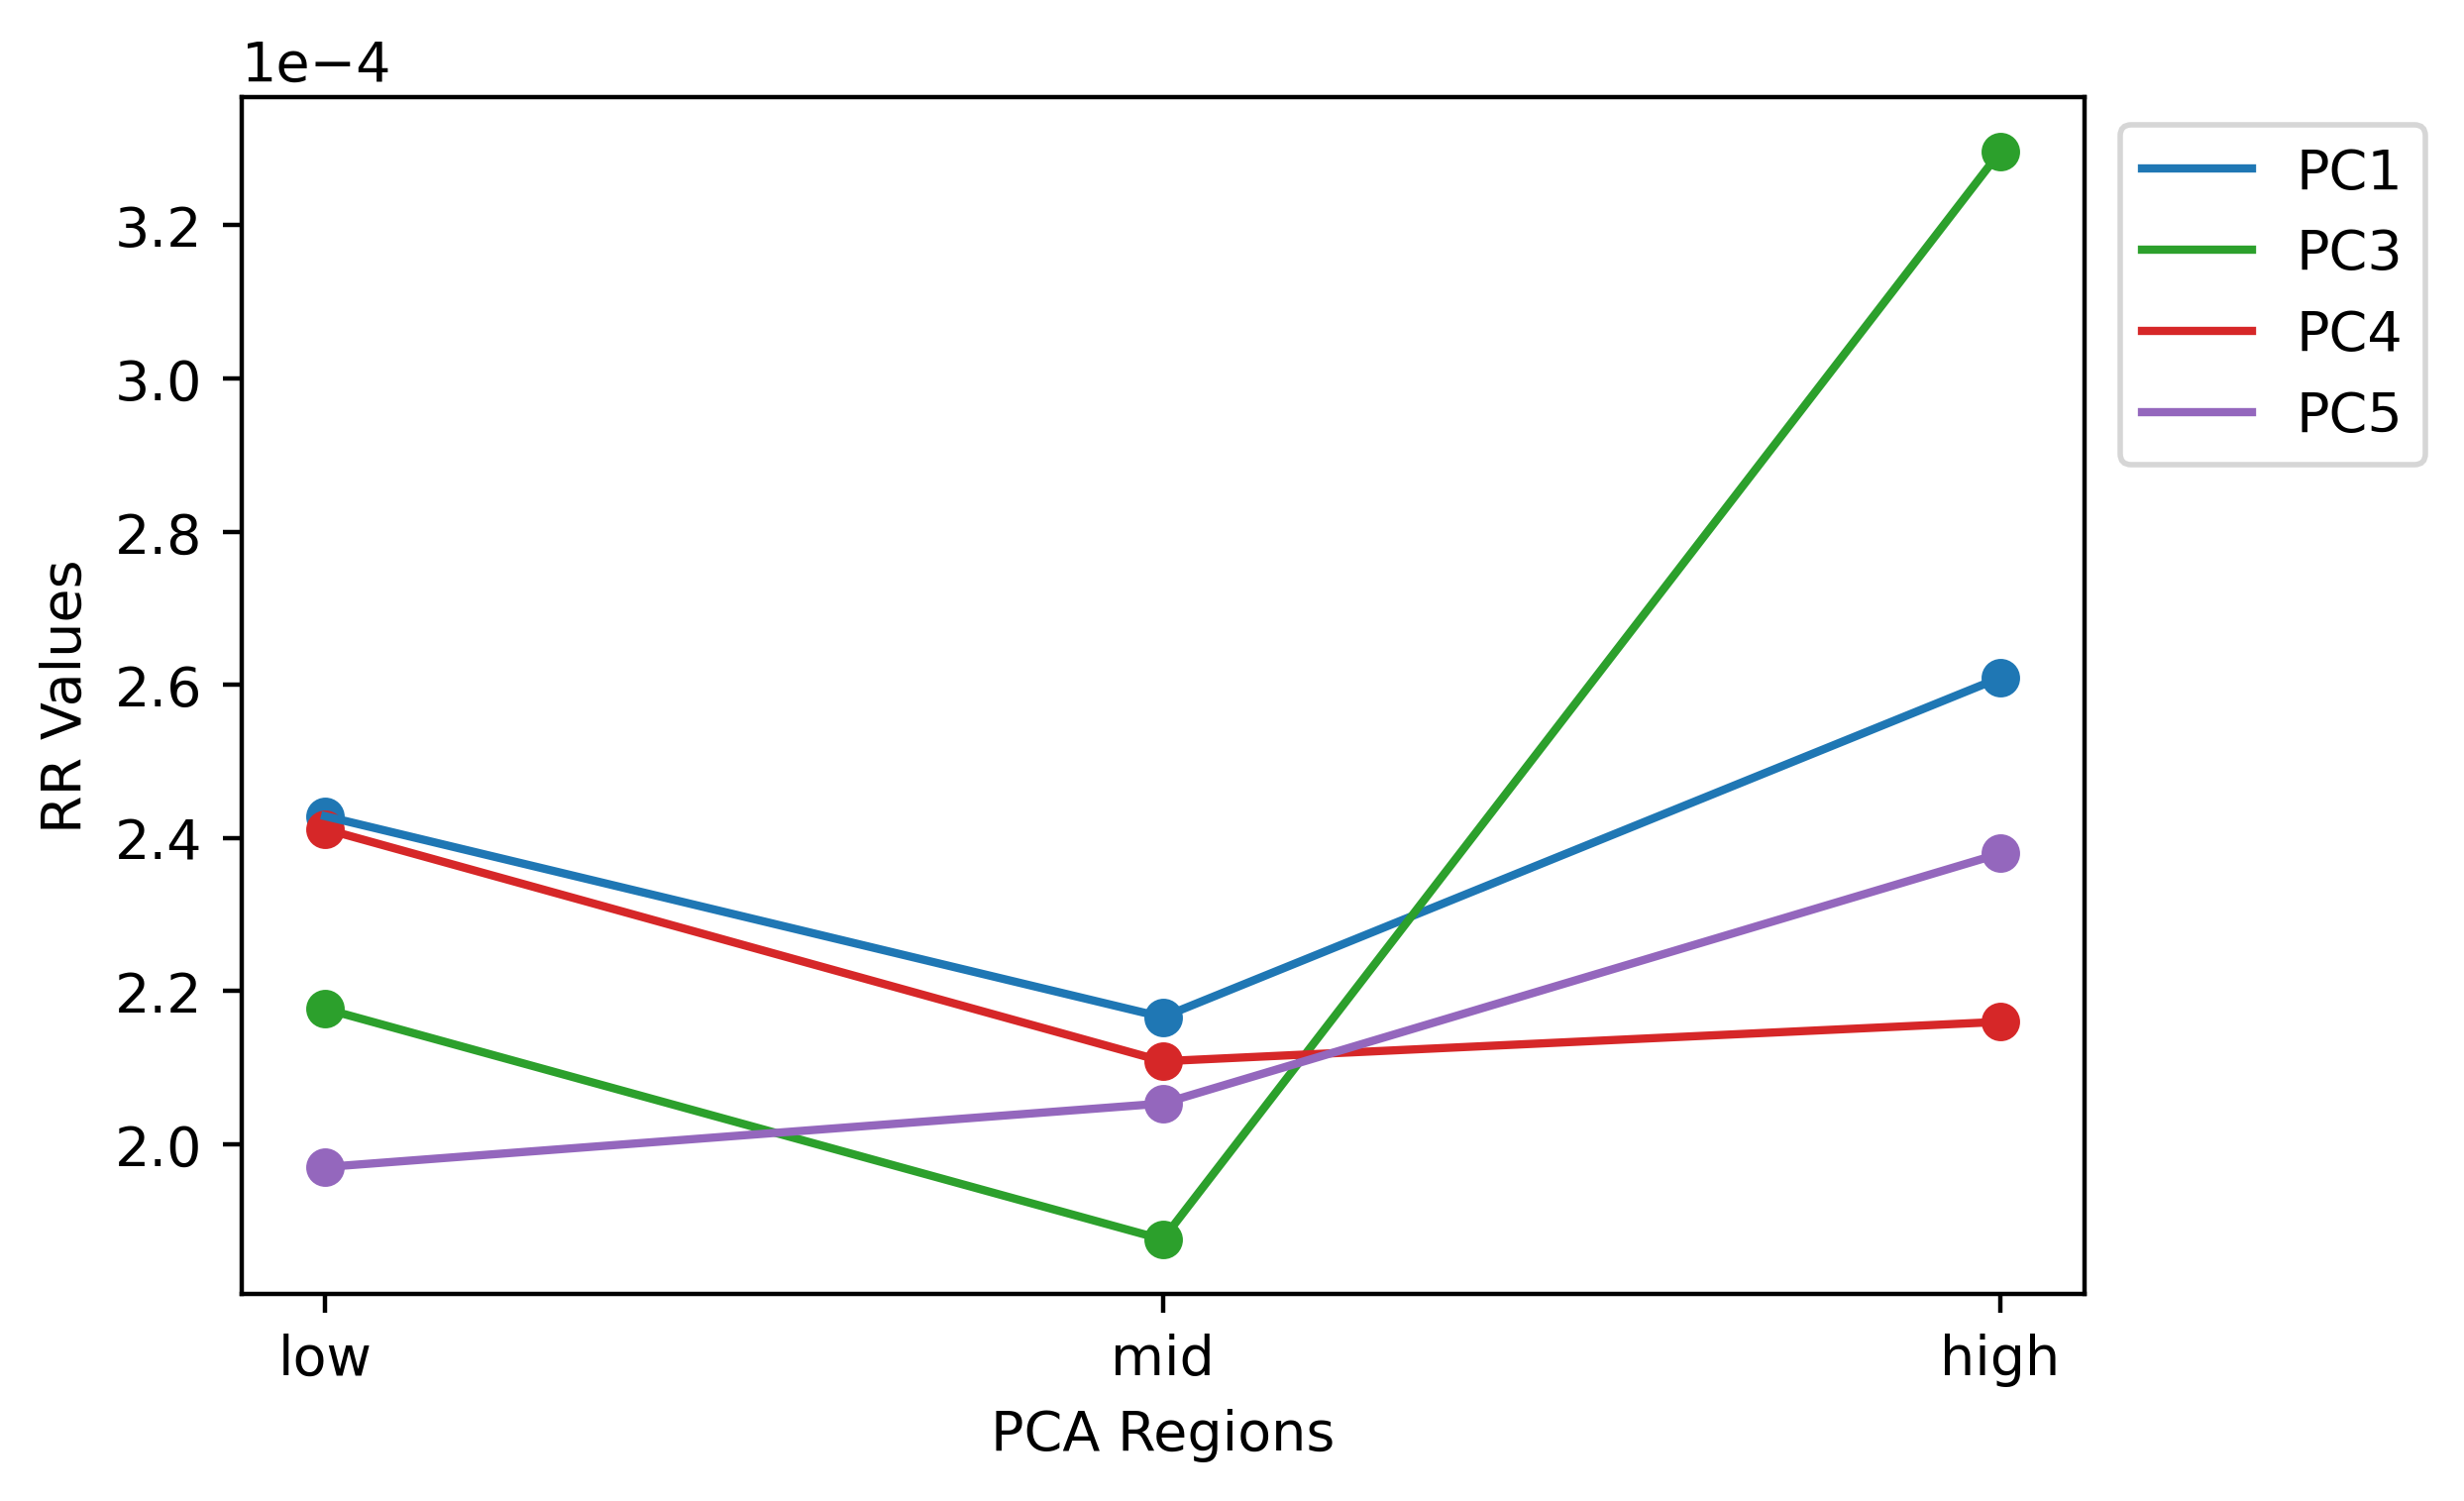 1e−4
3.2
3.0
2.8
2.6
2.4
2.2
2.0
RR Values
low mid high
PCA Regions
PC1
PC3
PC4
PC5